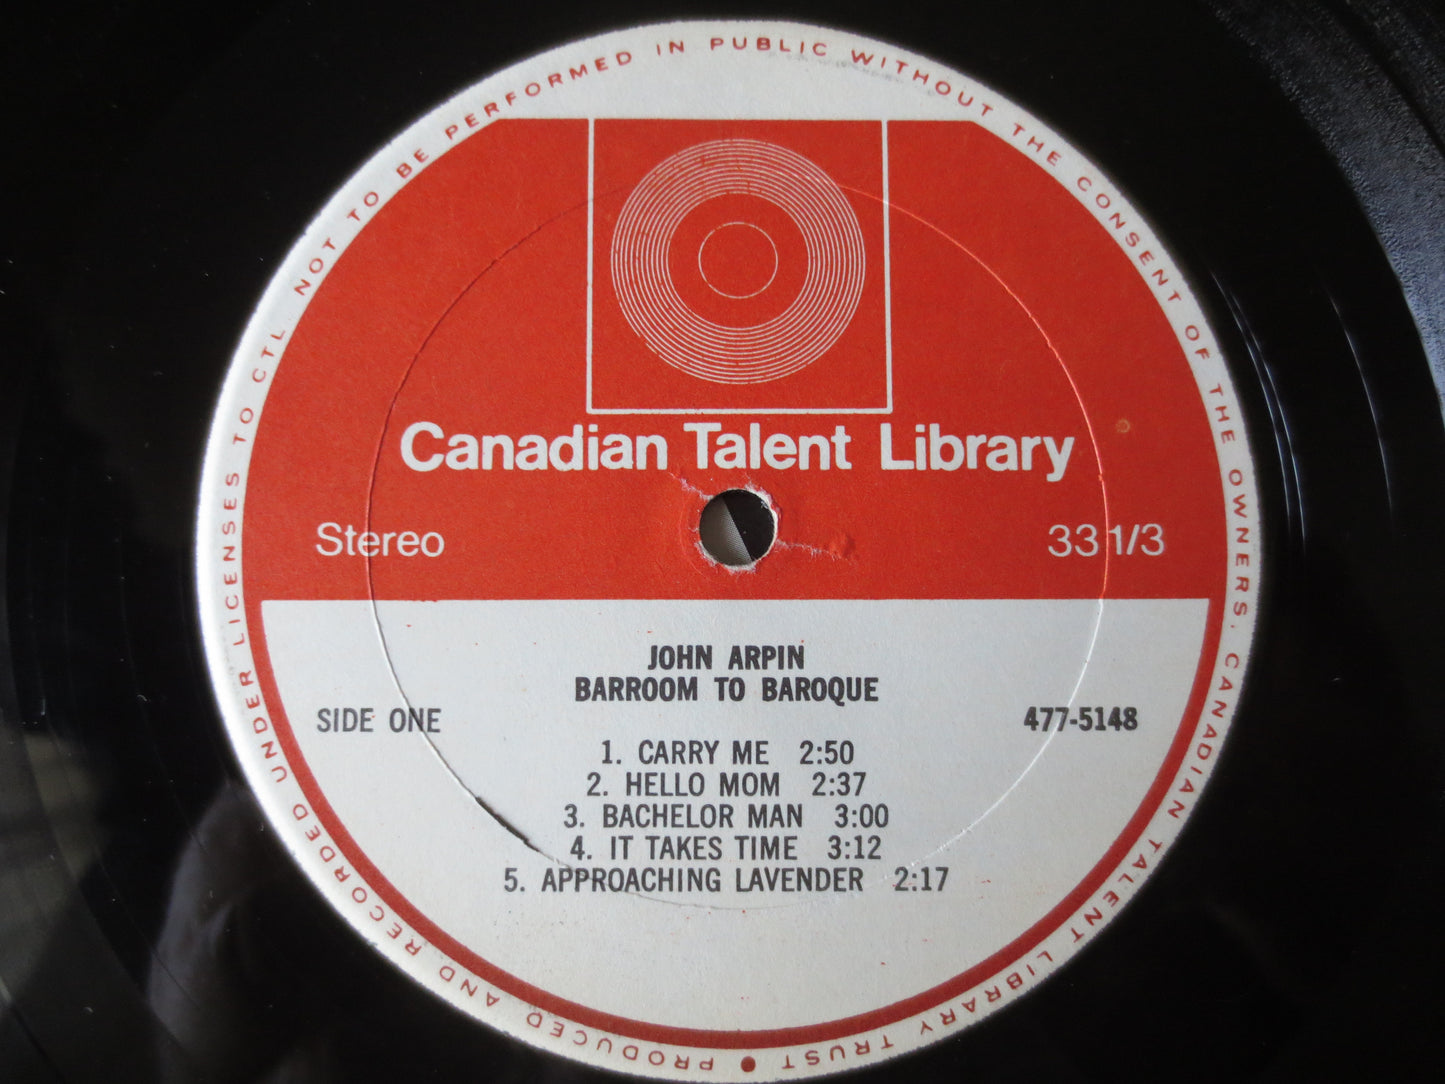 PRODUCED AND RECORDED UNDER LICENSES TO CTL NOT TO BE PERFORMED IN PUBLIC WITHOUT THE CONSENT OF THE OWNERS, CANADIAN TALENT LIBRARY TRUST •
Canadian Talent Library
Stereo 33 1/3
JOHN ARPIN
BARROOM TO BAROQUE
SIDE ONE 477-5148
1. CARRY ME 2:50
2. HELLO MOM 2:37
3. BACHELOR MAN 3:00
4. IT TAKES TIME 3:12
5. APPROACHING LAVENDER 2:17